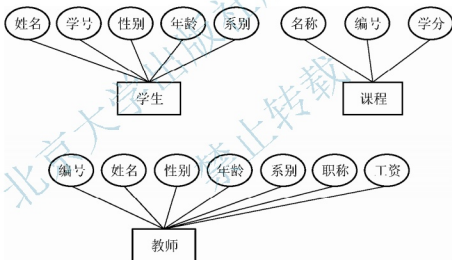 姓名 学号 性别 年龄 系别 名称 编号 学分
学生 课程
编号 姓名 性别 年龄 系别 职称 工资
教师
北京大学出版社
禁止转载